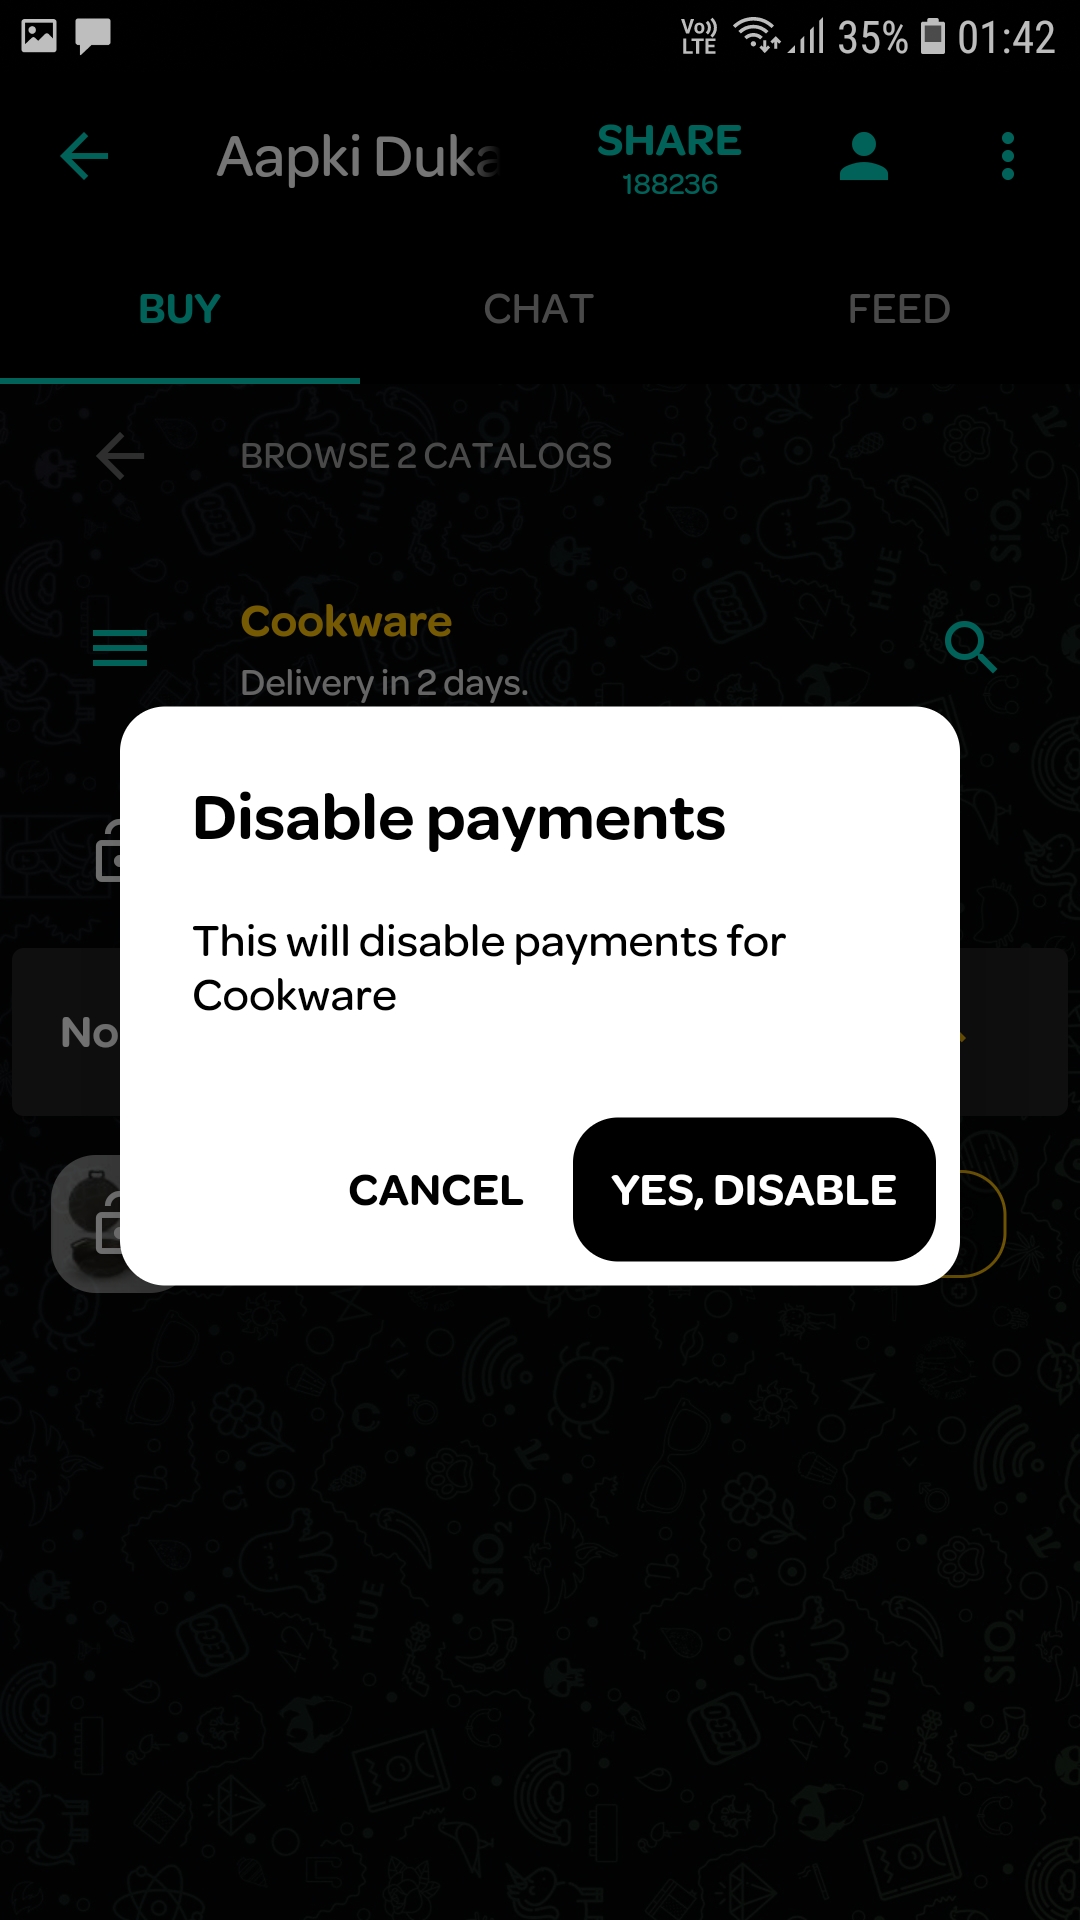 Vo)) LTE 35% 01:42
Aapki Duka
SHARE
188236
BUY CHAT FEED
BROWSE 2 CATALOGS
Cookware
Delivery in 2 days.
Disable payments
This will disable payments for
Cookware
No
CANCEL YES, DISABLE